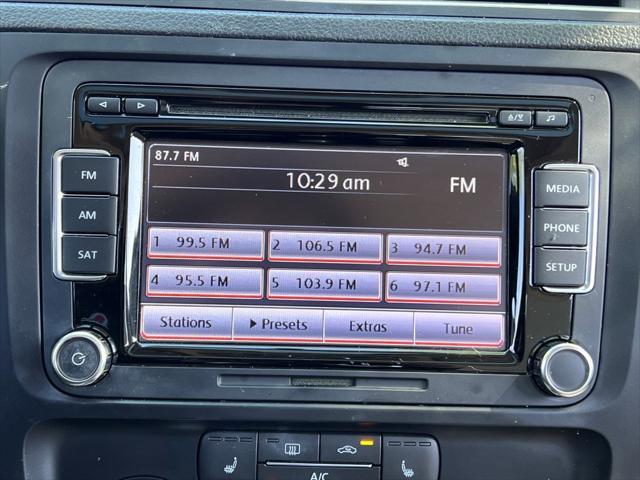 87.7 FM
10:29 am
FM
FM
AM
SAT
MEDIA
PHONE
SETUP
1 99.5 FM
2 106.5 FM
3 94.7 FM
4 95.5 FM
5 103.9 FM
6 97.1 FM
Stations
Presets
Extras
Tune
A/C